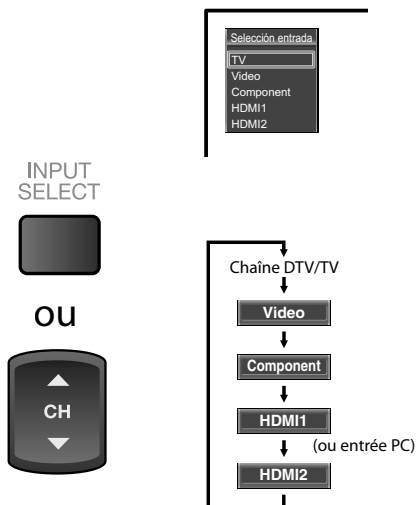 Selección entrada
TV
Video
Component
HDMI1
HDMI2
INPUT
SELECT
ou
CH
Chaîne DTV/TV
Video
Component
HDMI1
(ou entrée PC)
HDMI2